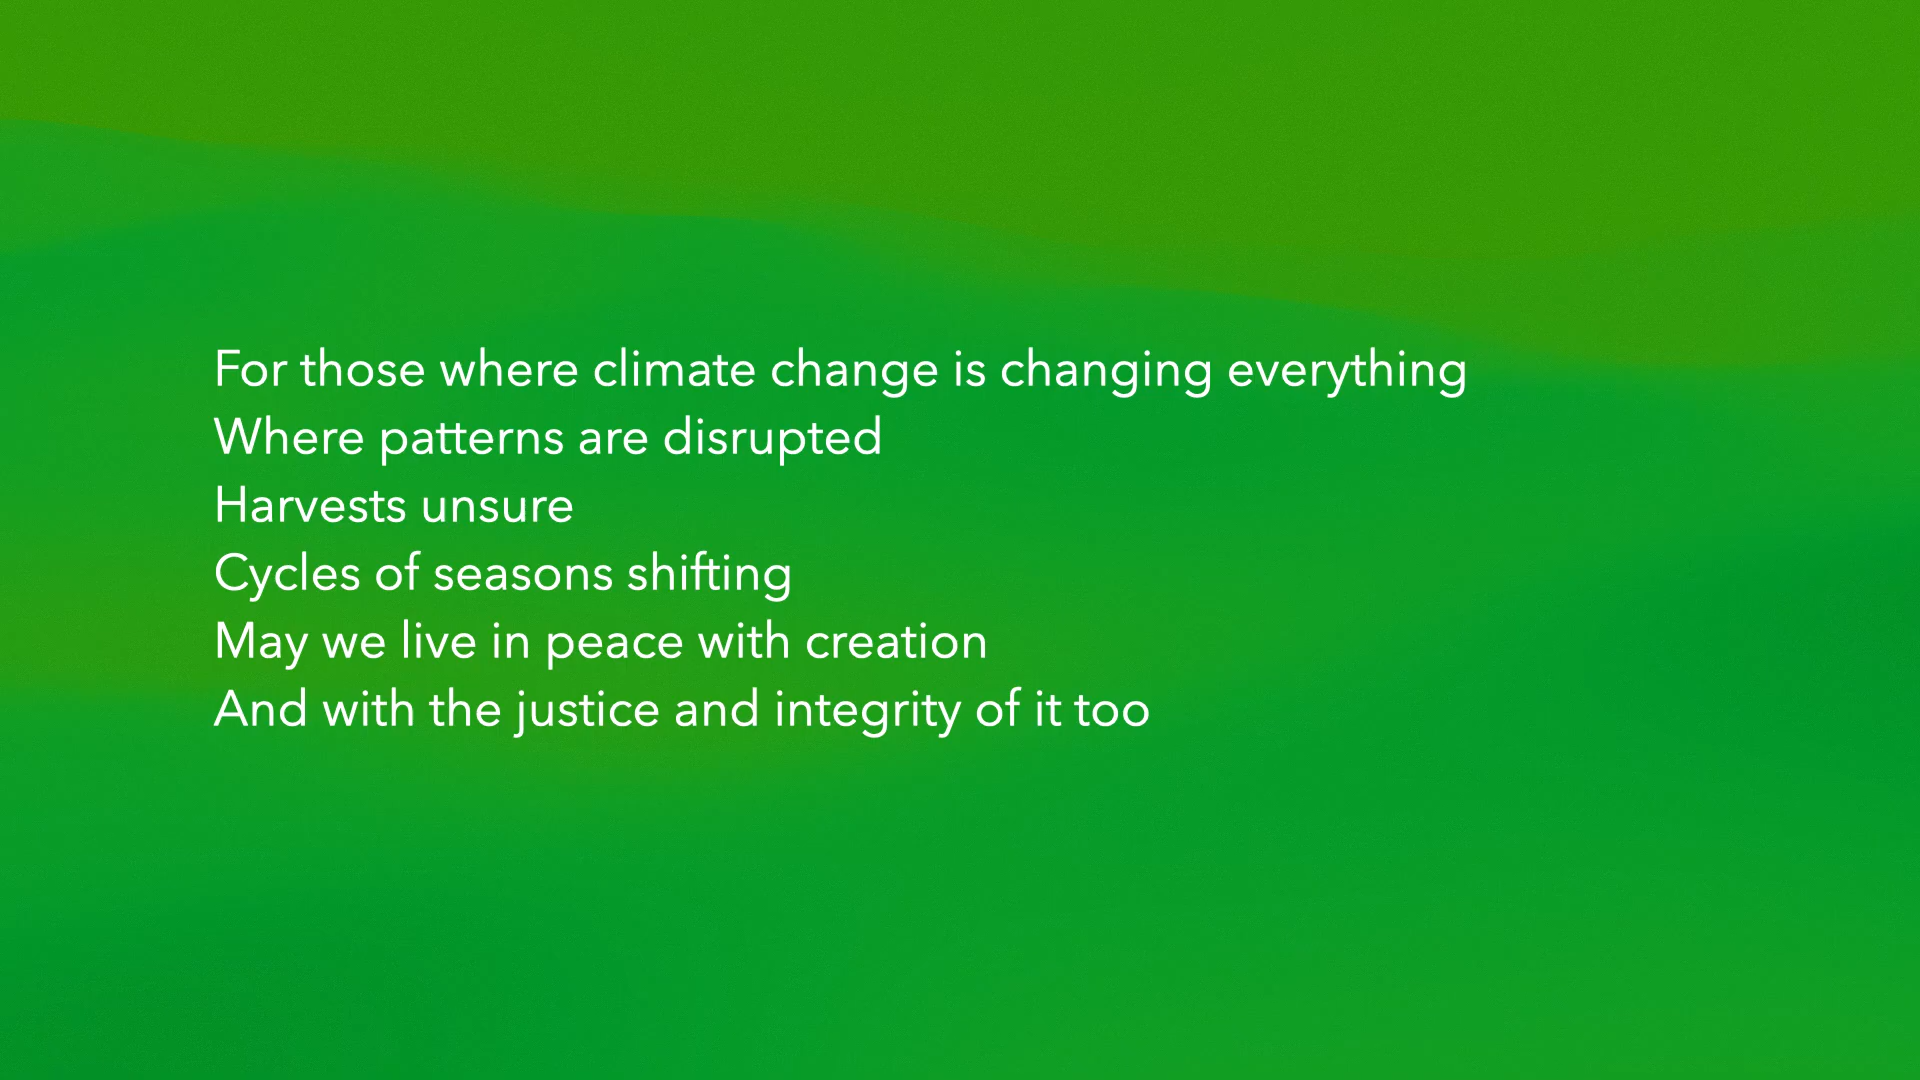 For those where climate change is changing everything
Where patterns are disrupted
Harvests unsure
Cycles of seasons shifting
May we live in peace with creation
And with the justice and integrity of it too